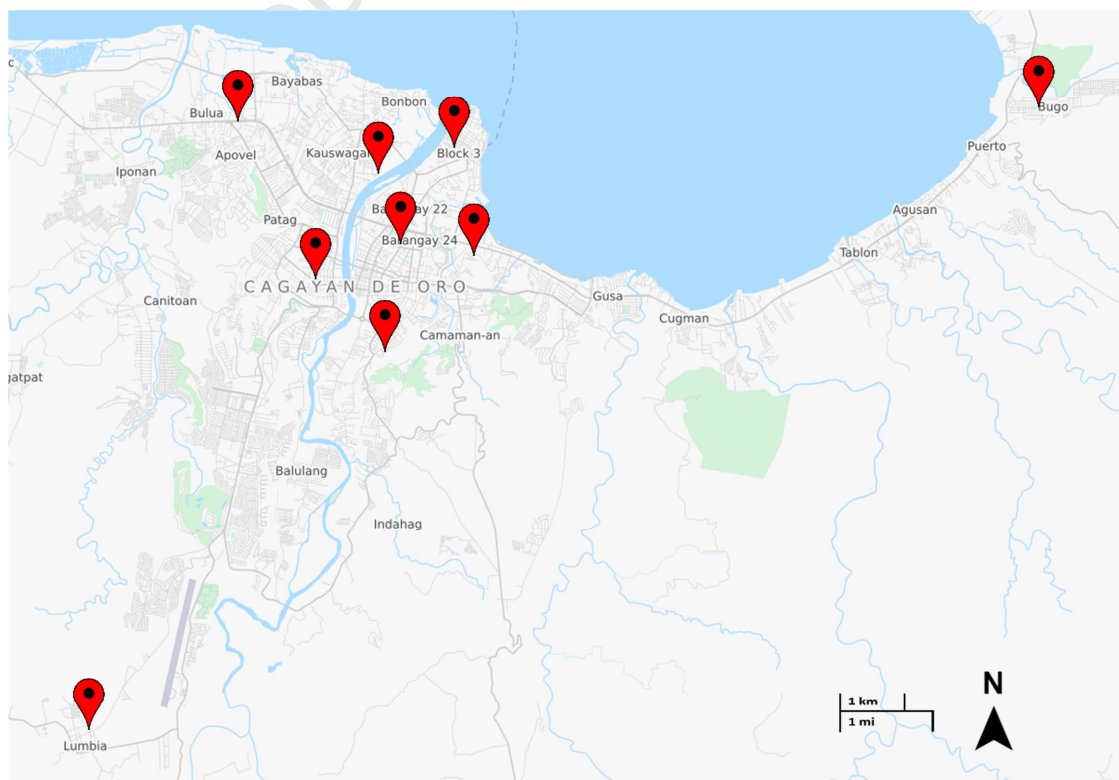 Bayabas
Bonbon
Bulua
Bugo
Apovel
Kauswagan
Block 3
Puerto
Iponan
Patag
Barangay 22
Agusan
Barangay 24
Tablon
CAGAYAN DE ORO
Canitoan
Gusa
Cugman
Camaman-an
gatpat
Balulang
Indahag
N
1 km
1 mi
Lumbia